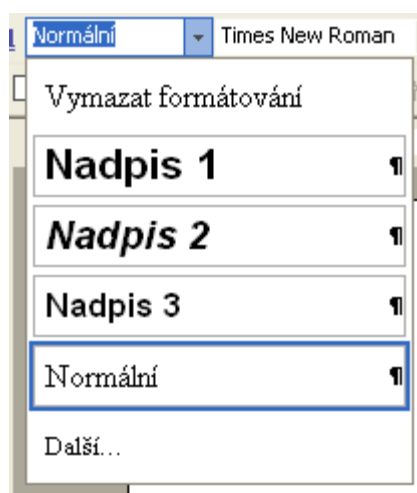 Normální Times New Roman
Vymazat formátování
Nadpis 1 ¶
Nadpis 2 ¶
Nadpis 3 ¶
Normální ¶
Další...